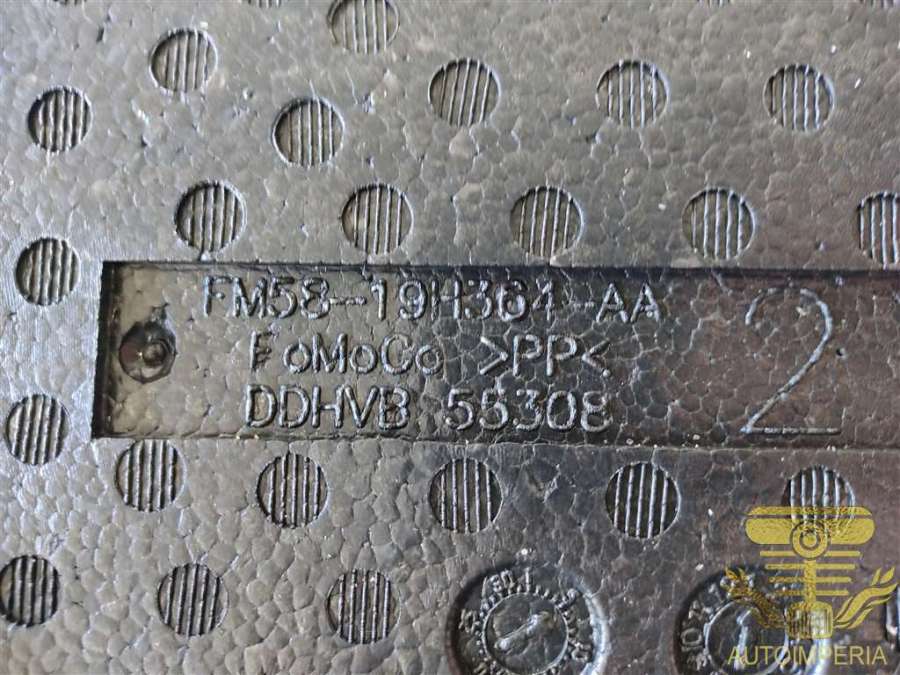 FM58-19H364-AA
FoMoCo >PP<
DDHVB 55308
2
AUTOIMPERIA